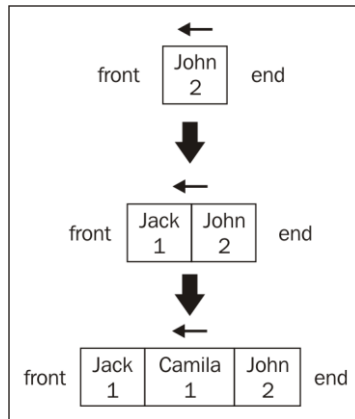 front John 2 end
front Jack 1 John 2 end
front Jack 1 Camila 1 John 2 end